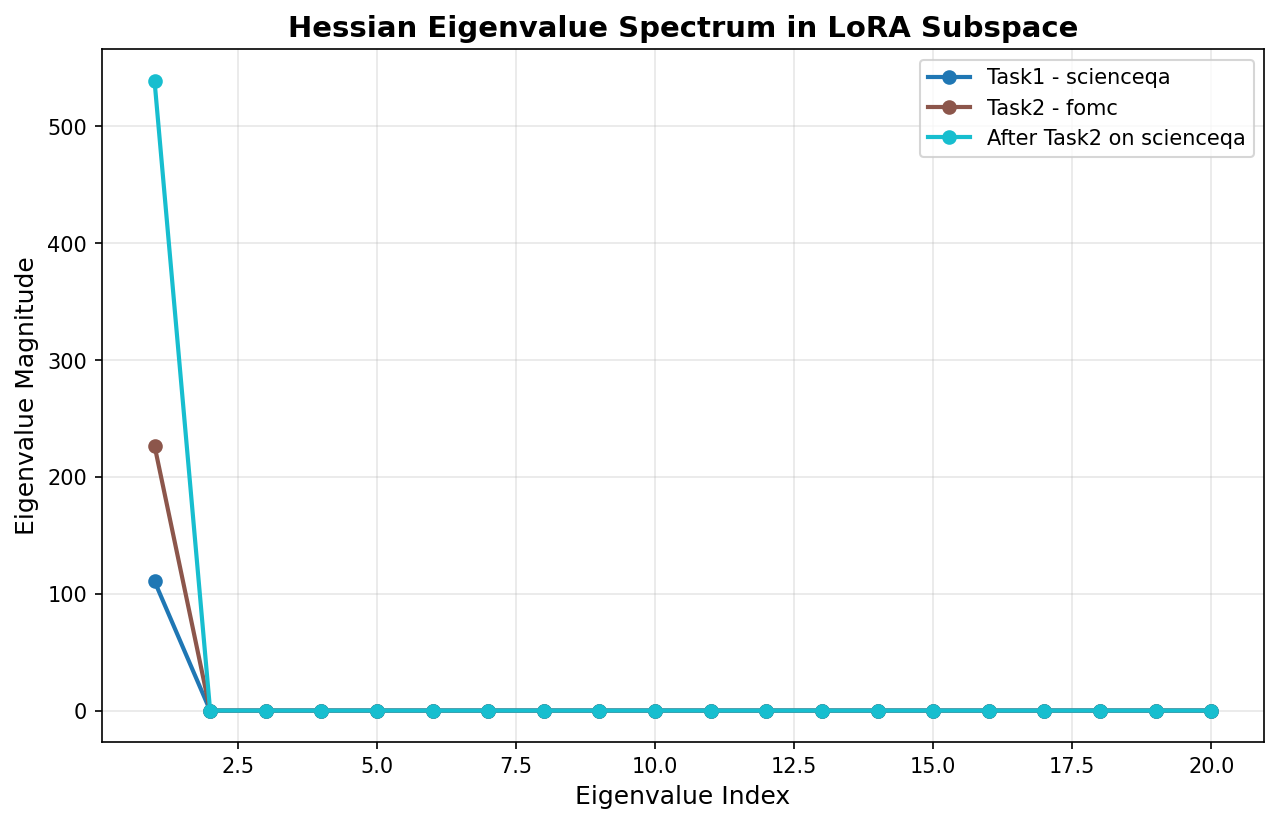 Hessian Eigenvalue Spectrum in LoRA Subspace
Task1 - scienceqa
Task2 - fomc
After Task2 on scienceqa
Eigenvalue Magnitude
500
400
300
200
100
0
2.5 5.0 7.5 10.0 12.5 15.0 17.5 20.0
Eigenvalue Index